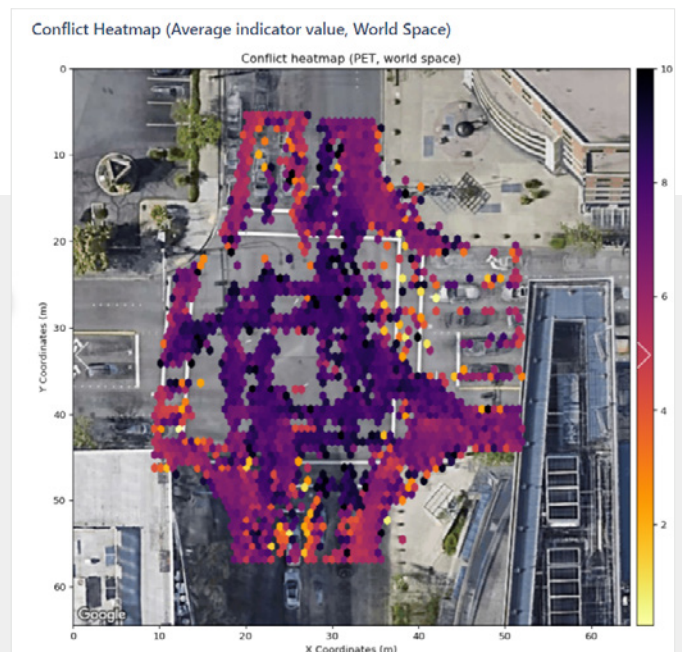 Conflict Heatmap (Average indicator value, World Space)
Conflict heatmap (PET, world space)
0
10
20
30
40
50
60
Y Coordinates (m)
Google
0 10 20 30 40 50 60
X Coordinates (m)
10
8
6
4
2